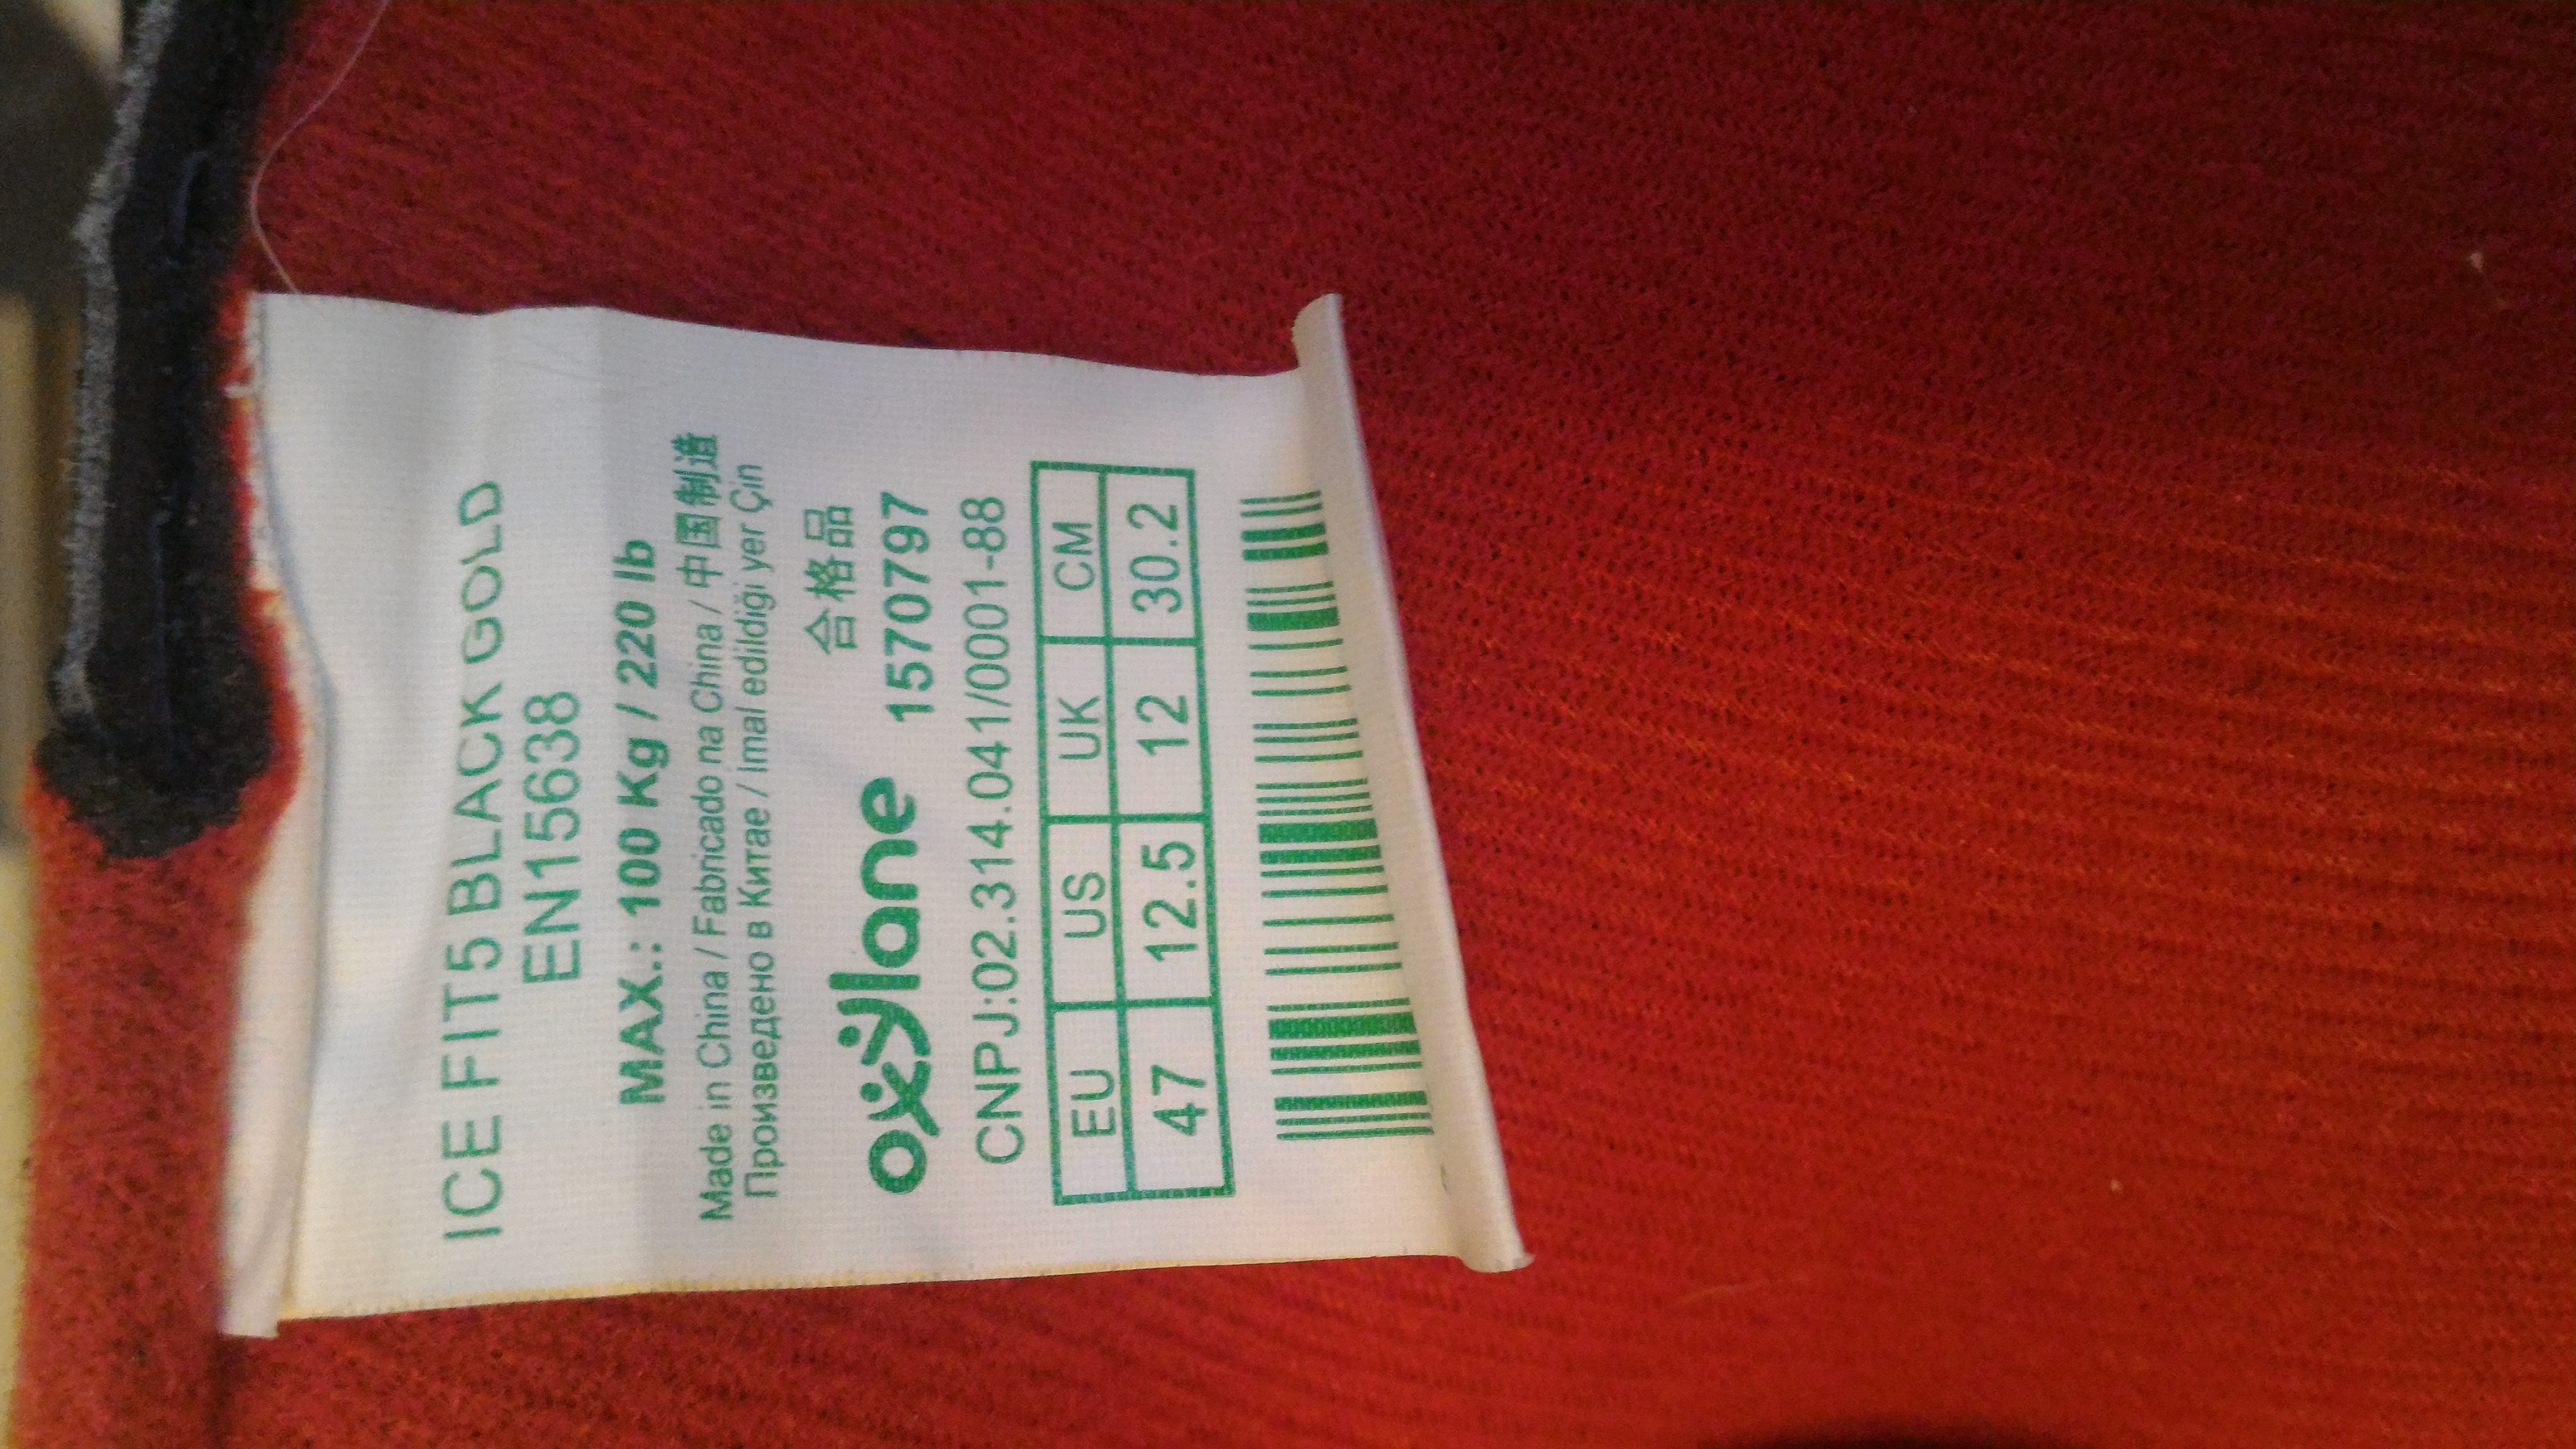 ICE FIT5 BLACK GOLD
EN15638
MAX.: 100 Kg / 220 lb
Made in China / Fabricado na China / 中国制造
Произведено в Китае / Imal edildiği yer Çin
合格品
oxylane 1570797
CNPJ:02.314.041/0001-88
EU US UK CM
47 12.5 12 30.2